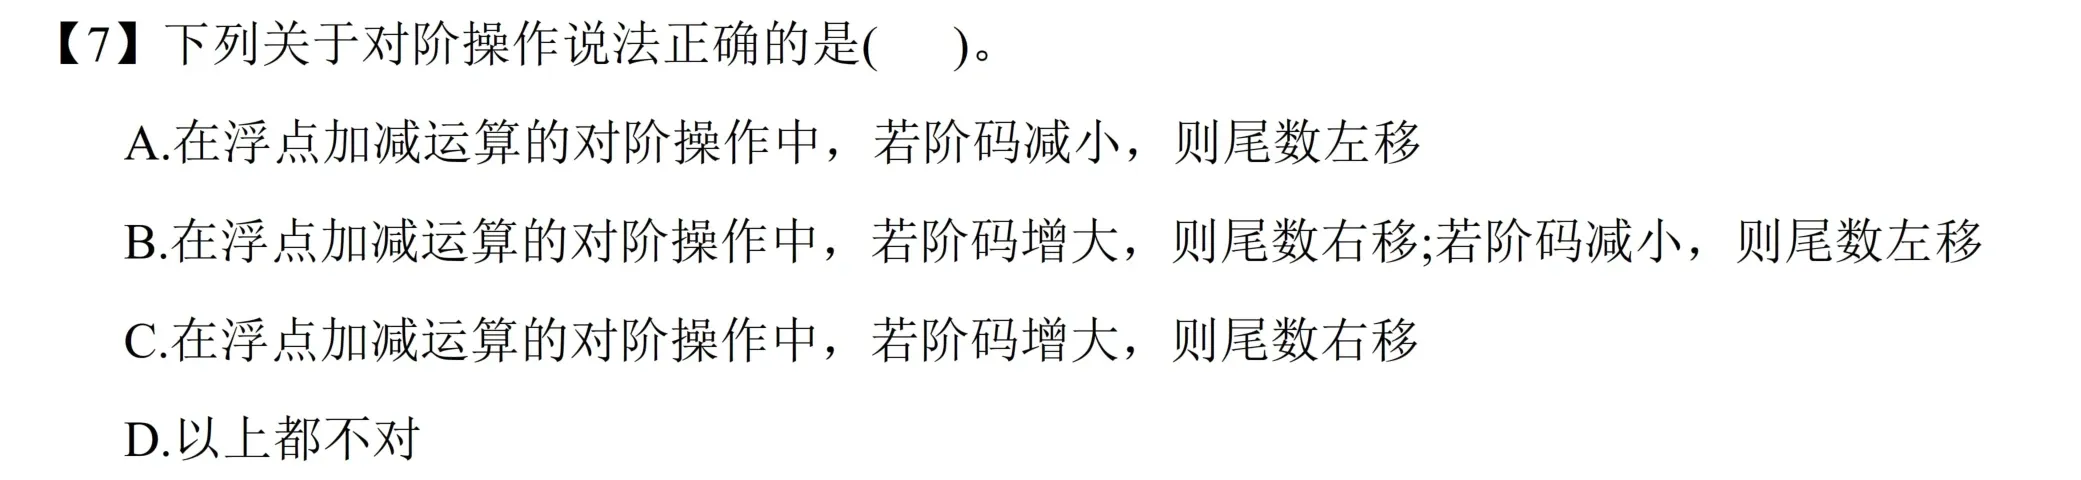 【7】下列关于对阶操作说法正确的是(    )。
A.在浮点加减运算的对阶操作中，若阶码减小，则尾数左移
B.在浮点加减运算的对阶操作中，若阶码增大，则尾数右移;若阶码减小，则尾数左移
C.在浮点加减运算的对阶操作中，若阶码增大，则尾数右移
D.以上都不对